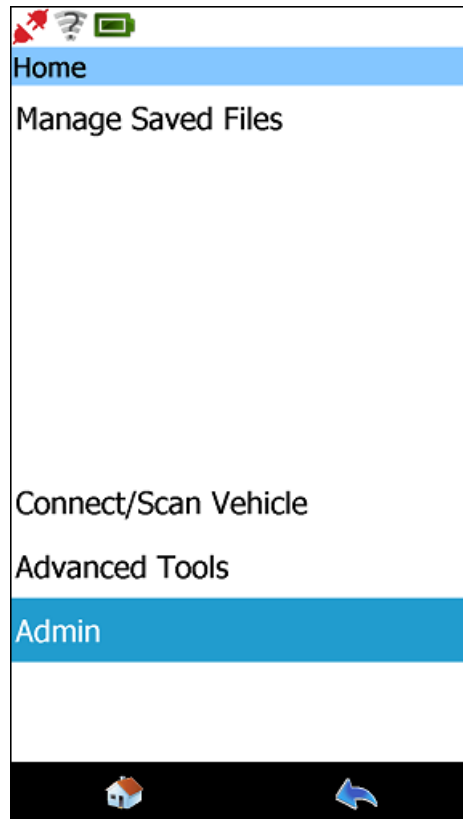 Home
Manage Saved Files
Connect/Scan Vehicle
Advanced Tools
Admin